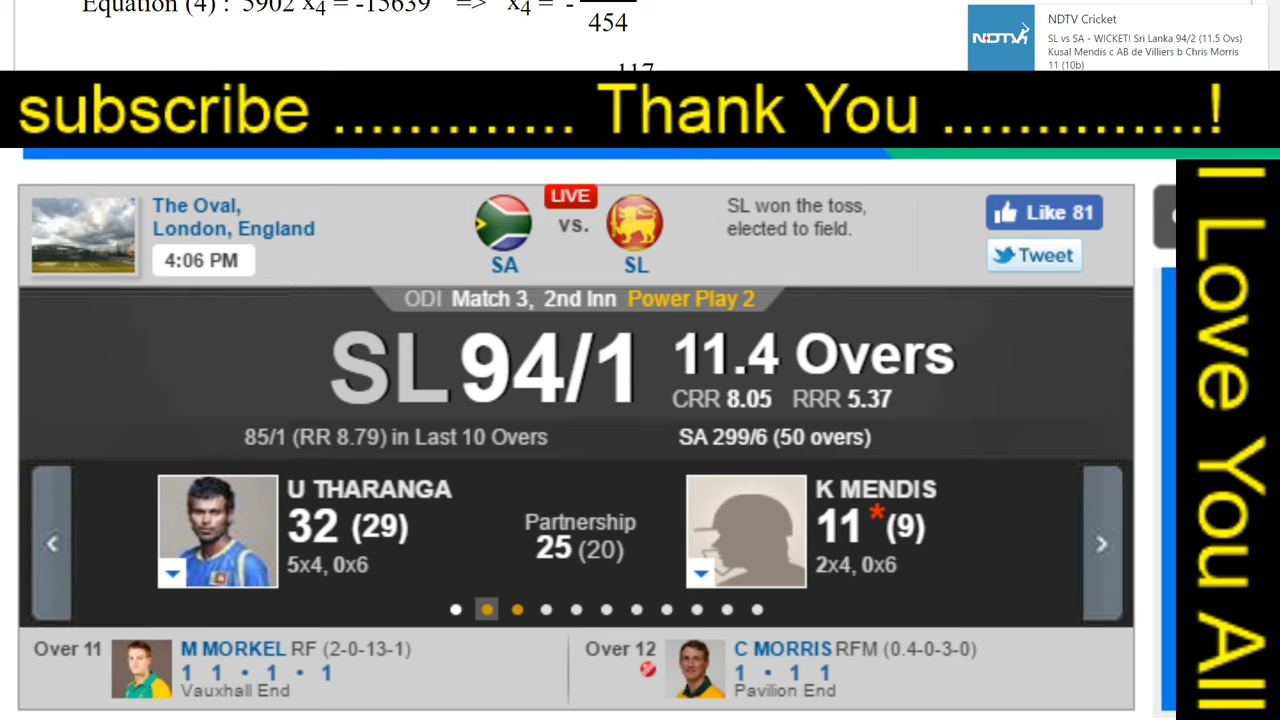 Equation (4) : 5902 x4 = -15639 => x4 = -
454
117
NDTV
NDTV Cricket
SL vs SA - WICKET! Sri Lanka 94/2 (11.5 Ovs)
Kusal Mendis c AB de Villiers b Chris Morris
11 (10b)
subscribe ............. Thank You ..............!
I Love You All
The Oval,
London, England
4:06 PM
LIVE
vs.
SA
SL
SL won the toss,
elected to field.
Like 81
Tweet
ODI Match 3, 2nd Inn Power Play 2
SL 94/1
11.4 Overs
CRR 8.05 RRR 5.37
85/1 (RR 8.79) in Last 10 Overs
SA 299/6 (50 overs)
U THARANGA
32 (29)
5x4, 0x6
Partnership
25 (20)
K MENDIS
11 * (9)
2x4, 0x6
Over 11
M MORKEL RF (2-0-13-1)
1 1 • 1 • 1
Vauxhall End
Over 12
C MORRIS RFM (0.4-0-3-0)
1 • 1 1
Pavilion End